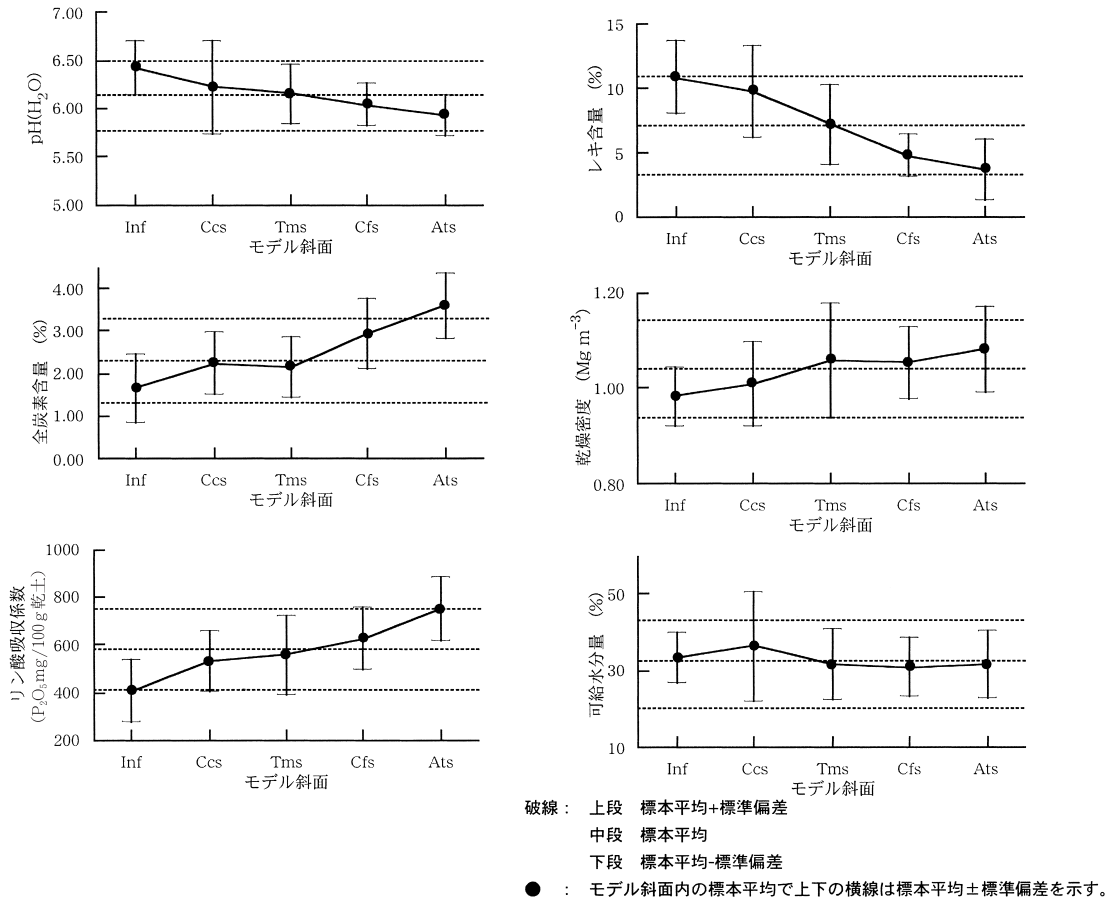 pH(H₂O)
7.00
6.50
6.00
5.50
5.00
Inf Ccs Tms Cfs Ats
モデル斜面
レキ含量 (%)
15
10
5
0
Inf Ccs Tms Cfs Ats
モデル斜面
全炭素含量 (%)
4.00
3.00
2.00
1.00
0.00
Inf Ccs Tms Cfs Ats
モデル斜面
乾燥密度 (Mg m⁻³)
1.20
1.00
0.80
Inf Ccs Tms Cfs Ats
モデル斜面
リン酸吸収係数
(P₂O₅mg/100g乾土)
1000
800
600
400
200
Inf Ccs Tms Cfs Ats
モデル斜面
可給水分量 (%)
50
30
10
Inf Ccs Tms Cfs Ats
モデル斜面
破線： 上段 標本平均+標準偏差
中段 標本平均
下段 標本平均-標準偏差
● ： モデル斜面内の標本平均で上下の横線は標本平均±標準偏差を示す。